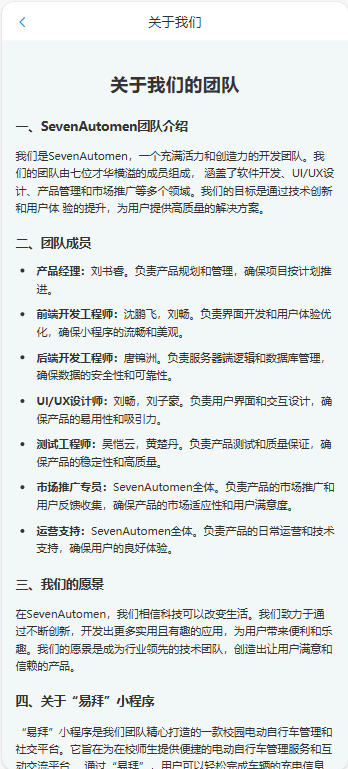 关于我们
关于我们的团队
一、SevenAutomen团队介绍
我们是SevenAutomen，一个充满活力和创造力的开发团队。我
们的团队由七位才华横溢的成员组成， 涵盖了软件开发、UI/UX设
计、产品管理和市场推广等多个领域。我们的目标是通过技术创新
和用户体 验的提升，为用户提供高质量的解决方案。
二、团队成员
• 产品经理：刘书睿。负责产品规划和管理，确保项目按计划推
进。
• 前端开发工程师：沈鹏飞，刘畅。负责界面开发和用户体验优
化，确保小程序的流畅和美观。
• 后端开发工程师：唐锦洲。负责服务器端逻辑和数据库管理，
确保数据的安全性和可靠性。
• UI/UX设计师：刘畅，刘子豪。负责用户界面和交互设计，确
保产品的易用性和吸引力。
• 测试工程师：吴恺云，黄楚丹。负责产品测试和质量保证，确
保产品的稳定性和高质量。
• 市场推广专员：SevenAutomen全体。负责产品的市场推广和
用户反馈收集，确保产品的市场适应性和用户满意度。
• 运营支持：SevenAutomen全体。负责产品的日常运营和技术
支持，确保用户的良好体验。
三、我们的愿景
在SevenAutomen，我们相信科技可以改变生活。我们致力于通
过不断创新，开发出更多实用且有趣的应用，为用户带来便利和乐
趣。我们的愿景是成为行业领先的技术团队，创造出让用户满意和
信赖的产品。
四、关于“易拜”小程序
“易拜”小程序是我们团队精心打造的一款校园电动自行车管理和
社交平台。它旨在为在校师生提供便捷的电动自行车管理服务和互
动交流平台。通过“易拜”，用户可以轻松完成车辆的充电信息